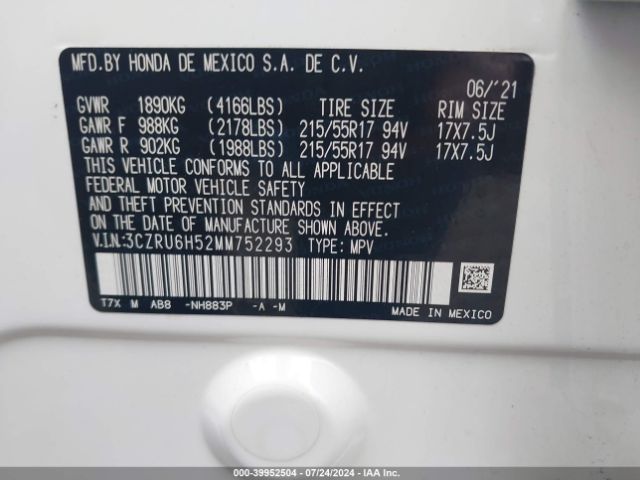 MFD.BY HONDA DE MEXICO S.A. DE C.V.
06/'21
GVWR 1890KG (4166LBS) TIRE SIZE RIM SIZE
GAWR F 988KG (2178LBS) 215/55R17 94V 17X7.5J
GAWR R 902KG (1988LBS) 215/55R17 94V 17X7.5J
THIS VEHICLE CONFORMS TO ALL APPLICABLE
FEDERAL MOTOR VEHICLE SAFETY
AND THEFT PREVENTION STANDARDS IN EFFECT
ON THE DATE OF MANUFACTURE SHOWN ABOVE.
V.I.N:3CZRU6H52MM752293 TYPE: MPV
T7X M AB8 -NH883P -A -M
MADE IN MEXICO
000-39952504 | 07/24/2024 | IAA Inc.